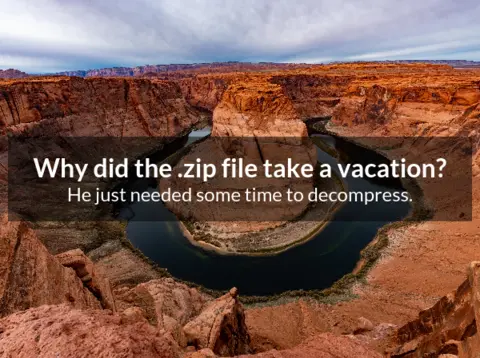 Why did the .zip file take a vacation?
He just needed some time to decompress.